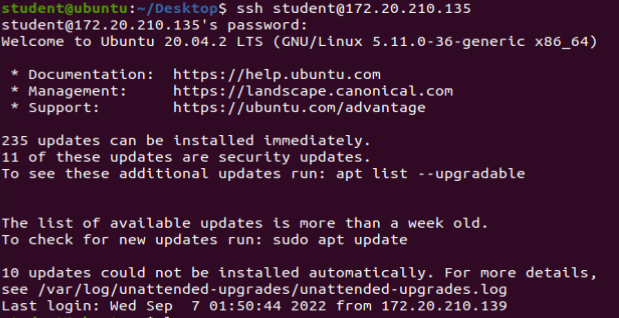 student@ubuntu:~/Desktop$ ssh student@172.20.210.135
student@172.20.210.135's password:
Welcome to Ubuntu 20.04.2 LTS (GNU/Linux 5.11.0-36-generic x86_64)
* Documentation:  https://help.ubuntu.com
* Management:     https://landscape.canonical.com
* Support:        https://ubuntu.com/advantage
235 updates can be installed immediately.
11 of these updates are security updates.
To see these additional updates run: apt list --upgradable
The list of available updates is more than a week old.
To check for new updates run: sudo apt update
10 updates could not be installed automatically. For more details,
see /var/log/unattended-upgrades/unattended-upgrades.log
Last login: Wed Sep  7 01:50:44 2022 from 172.20.210.139